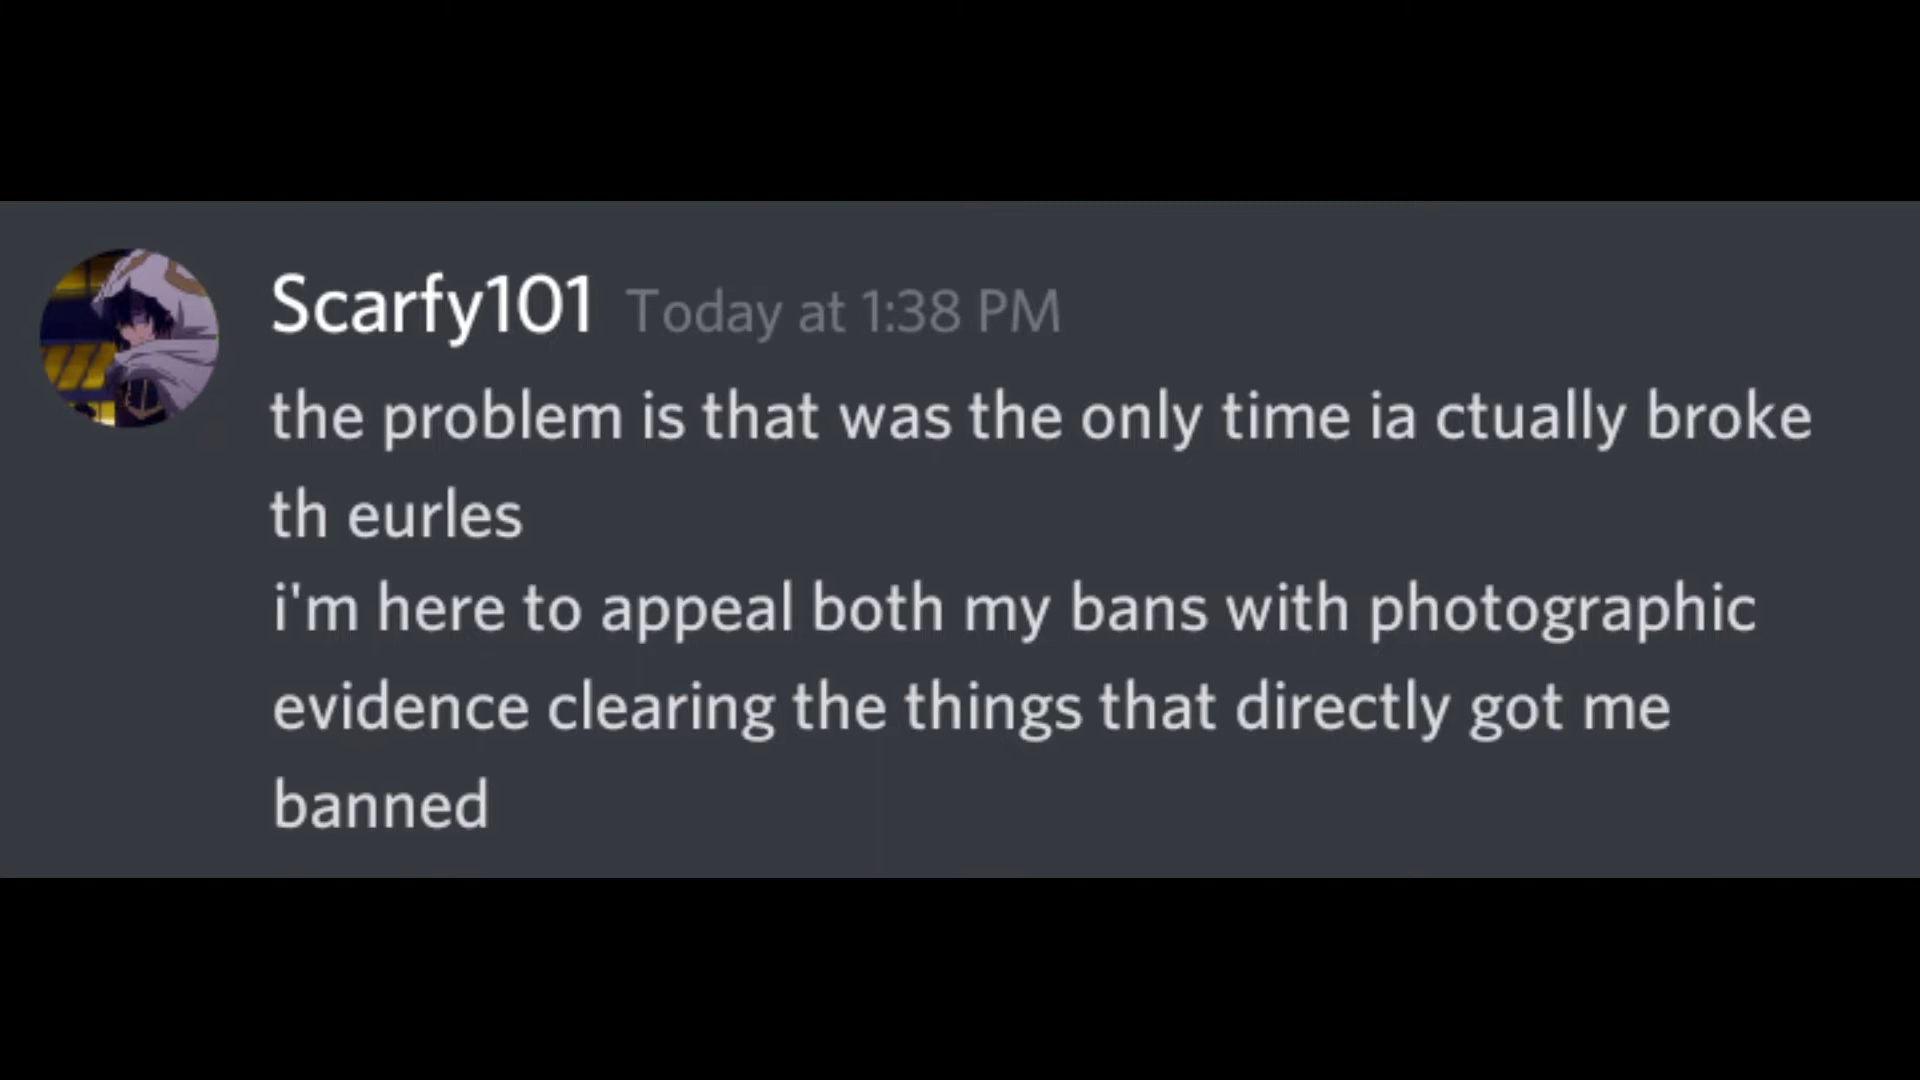 Scarfy101 Today at 1:38 PM
the problem is that was the only time ia ctually broke
th eurles
i'm here to appeal both my bans with photographic
evidence clearing the things that directly got me
banned